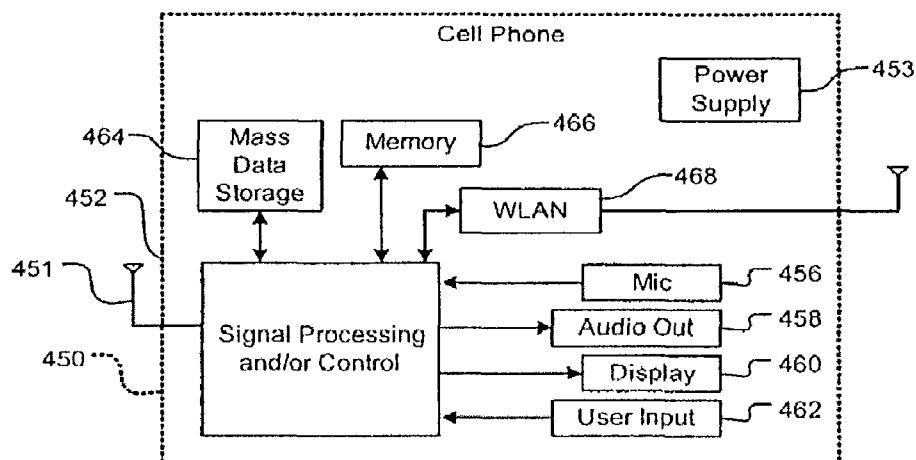 Cell Phone
Power
Supply
453
464
Mass
Data
Storage
Memory
466
468
452
WLAN
451
Signal Processing
and/or Control
Mic
456
Audio Out
458
450
Display
460
User Input
462